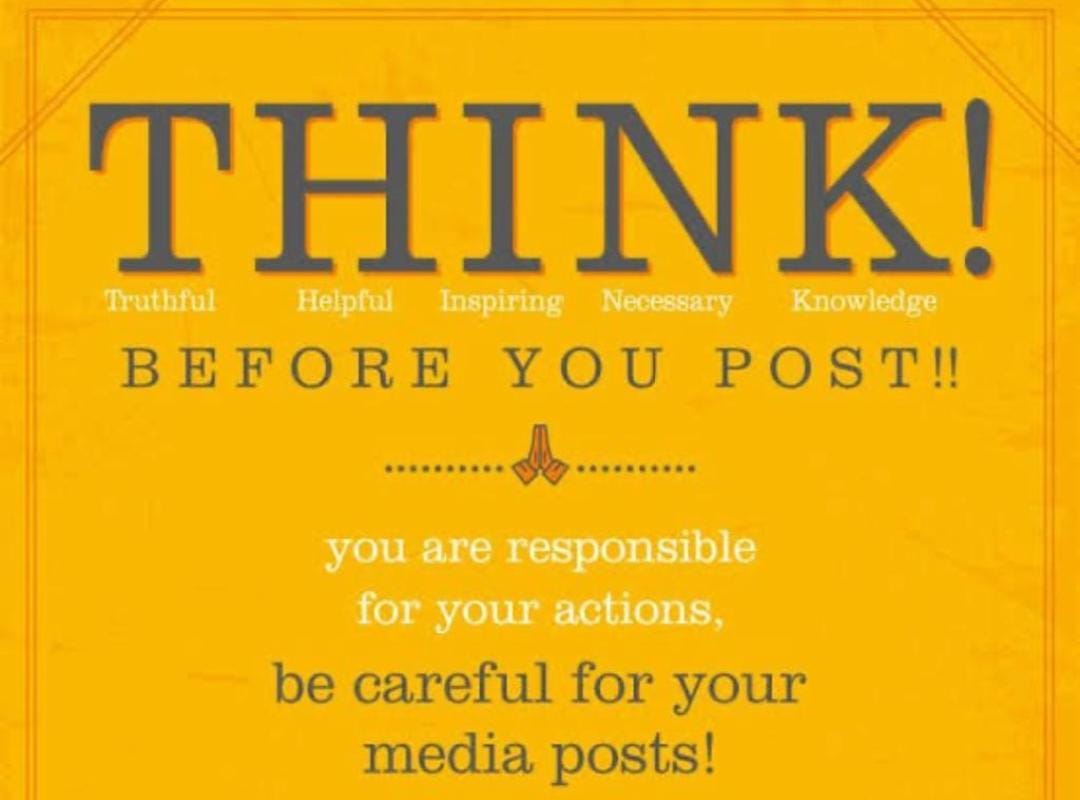 THINK!
Truthful Helpful Inspiring Necessary Knowledge
BEFORE YOU POST!!
you are responsible
for your actions,
be careful for your
media posts!